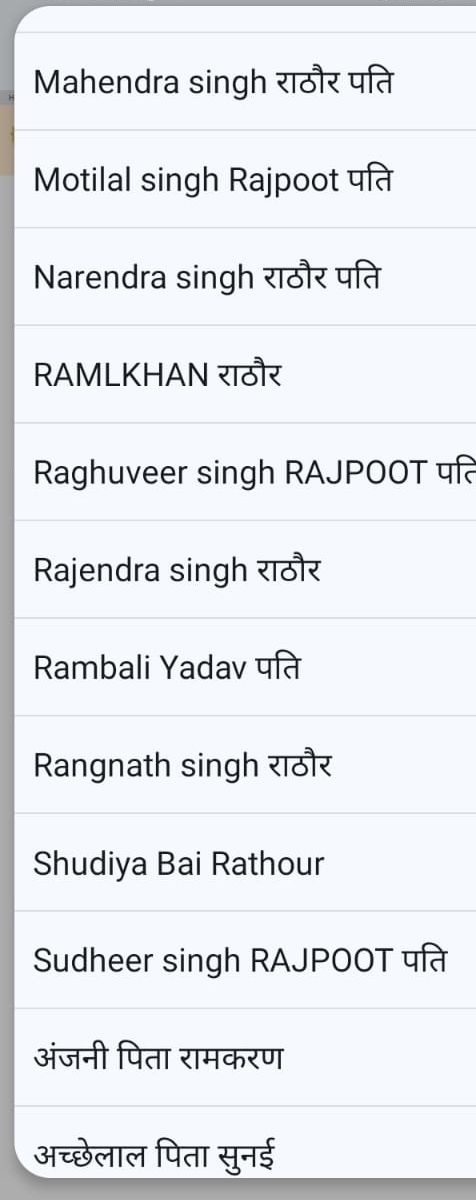 Mahendra singh राठौर पति
Motilal singh Rajpoot पति
Narendra singh राठौर पति
RAMLKHAN राठौर
Raghuveer singh RAJPOOT पति
Rajendra singh राठौर
Rambali Yadav पति
Rangnath singh राठौर
Shudiya Bai Rathour
Sudheer singh RAJPOOT पति
अंजनी पिता रामकरण
अच्छेलाल पिता सुनई